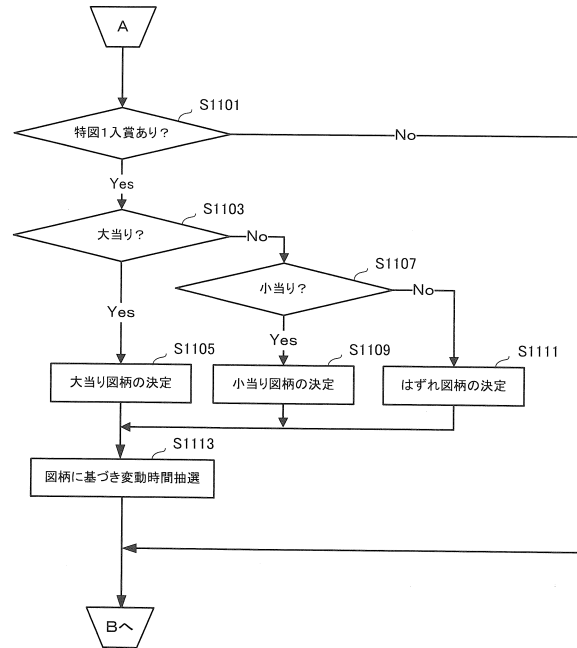 A
S1101
特図1入賞あり?
No
Yes
S1103
大当り?
No
S1107
小当り?
No
Yes
Yes
S1105
S1109
S1111
大当り図柄の決定
小当り図柄の決定
はずれ図柄の決定
S1113
図柄に基づき変動時間抽選
Bへ